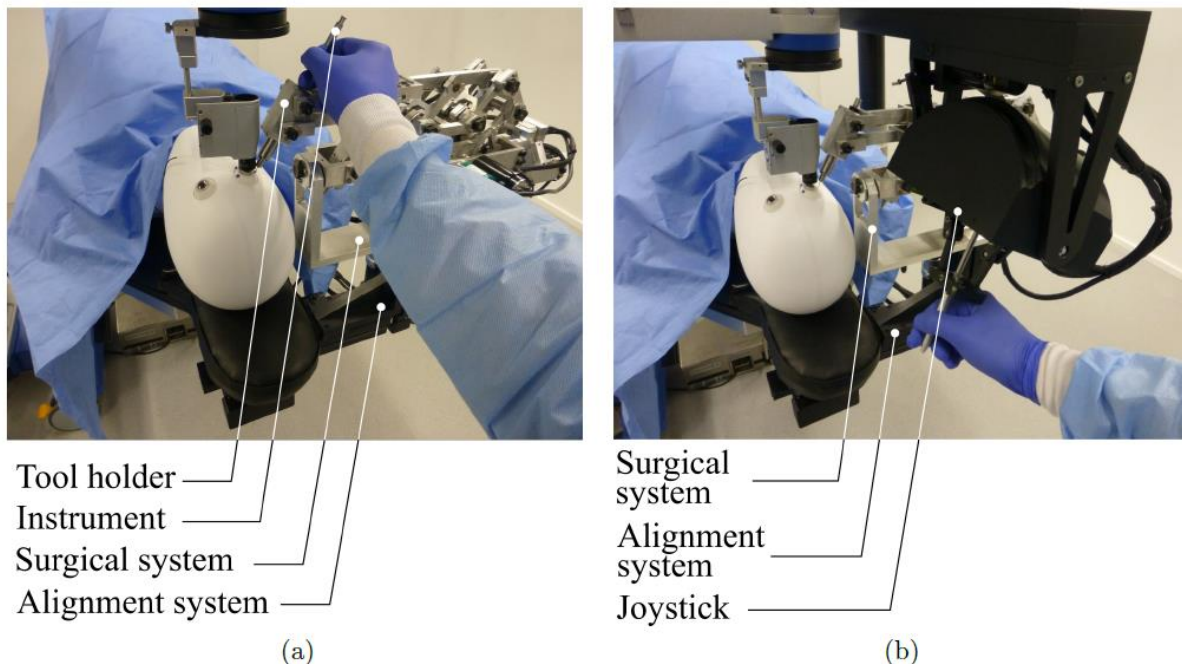 Tool holder
Instrument
Surgical system
Alignment system
(a)
Surgical
system
Alignment
system
Joystick
(b)